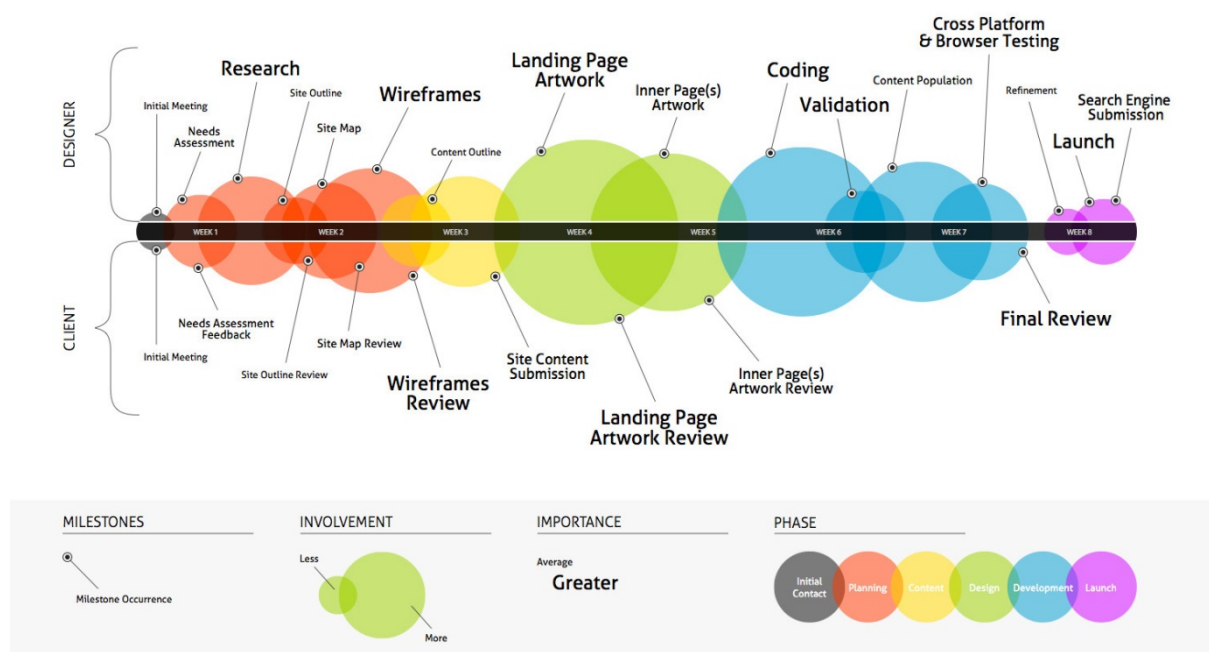 DESIGNER
Initial Meeting
Needs
Assessment
Research
Site Outline
Site Map
Wireframes
Content Outline
Landing Page
Artwork
Inner Page(s)
Artwork
Coding
Validation
Content Population
Cross Platform
& Browser Testing
Refinement
Launch
Search Engine
Submission
WEEK 1
WEEK 2
WEEK 3
WEEK 4
WEEK 5
WEEK 6
WEEK 7
WEEK 8
CLIENT
Initial Meeting
Needs Assessment
Feedback
Site Outline Review
Site Map Review
Wireframes
Review
Site Content
Submission
Landing Page
Artwork Review
Inner Page(s)
Artwork Review
Final Review
MILESTONES
Milestone Occurrence
INVOLVEMENT
Less
More
IMPORTANCE
Average
Greater
PHASE
Initial
Contact
Planning
Content
Design
Development
Launch